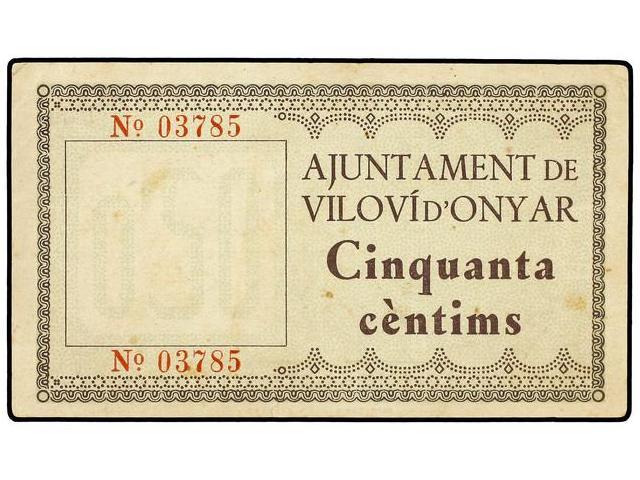 Nº 03785
AJUNTAMENT DE
VILOVÍ D'ONYAR
Cinquanta
cèntims
Nº 03785